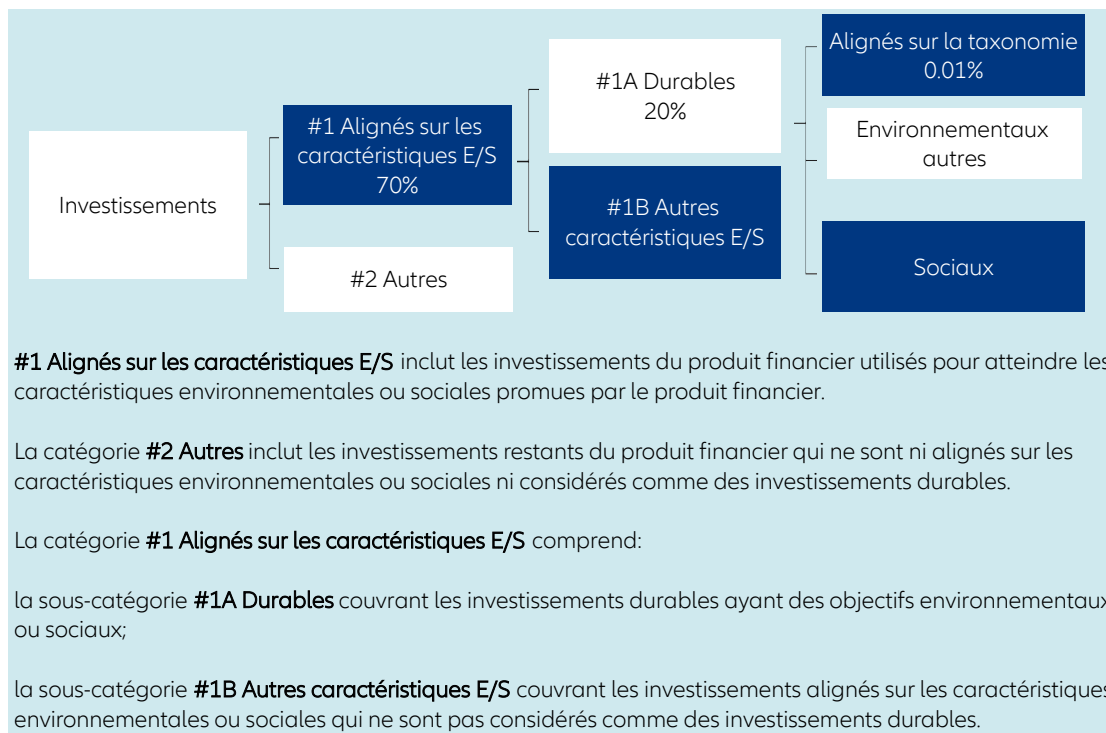 Investissements
#1 Alignés sur les
caractéristiques E/S
70%
#2 Autres
#1A Durables
20%
#1B Autres
caractéristiques E/S
Alignés sur la taxonomie
0.01%
Environnementaux
autres
Sociaux
#1 Alignés sur les caractéristiques E/S inclut les investissements du produit financier utilisés pour atteindre les
caractéristiques environnementales ou sociales promues par le produit financier.
La catégorie #2 Autres inclut les investissements restants du produit financier qui ne sont ni alignés sur les
caractéristiques environnementales ou sociales ni considérés comme des investissements durables.
La catégorie #1 Alignés sur les caractéristiques E/S comprend:
la sous-catégorie #1A Durables couvrant les investissements durables ayant des objectifs environnementaux
ou sociaux;
la sous-catégorie #1B Autres caractéristiques E/S couvrant les investissements alignés sur les caractéristiques
environnementales ou sociales qui ne sont pas considérés comme des investissements durables.